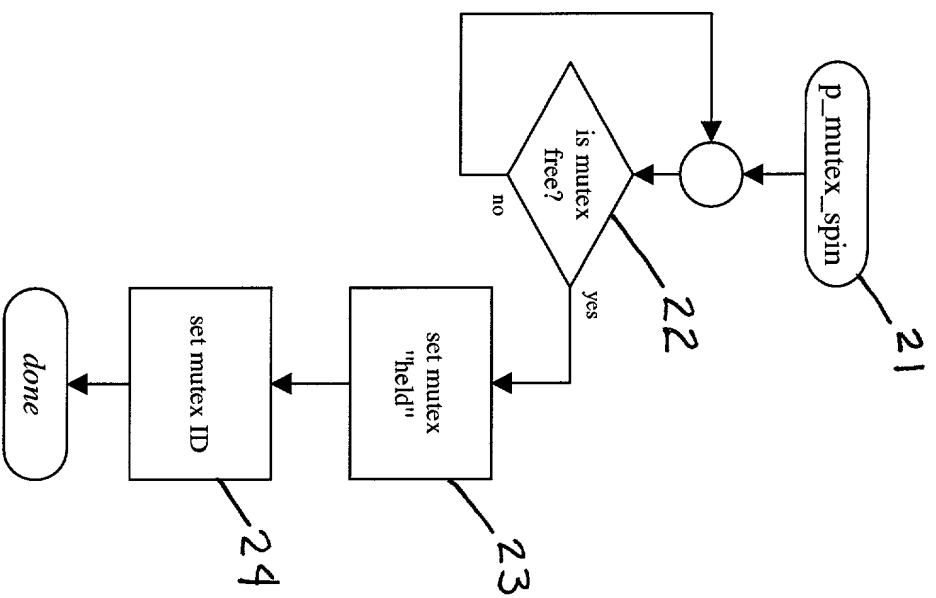 p_mutex_spin
21
is mutex
free?
22
no
yes
set mutex
"held"
23
set mutex ID
24
done